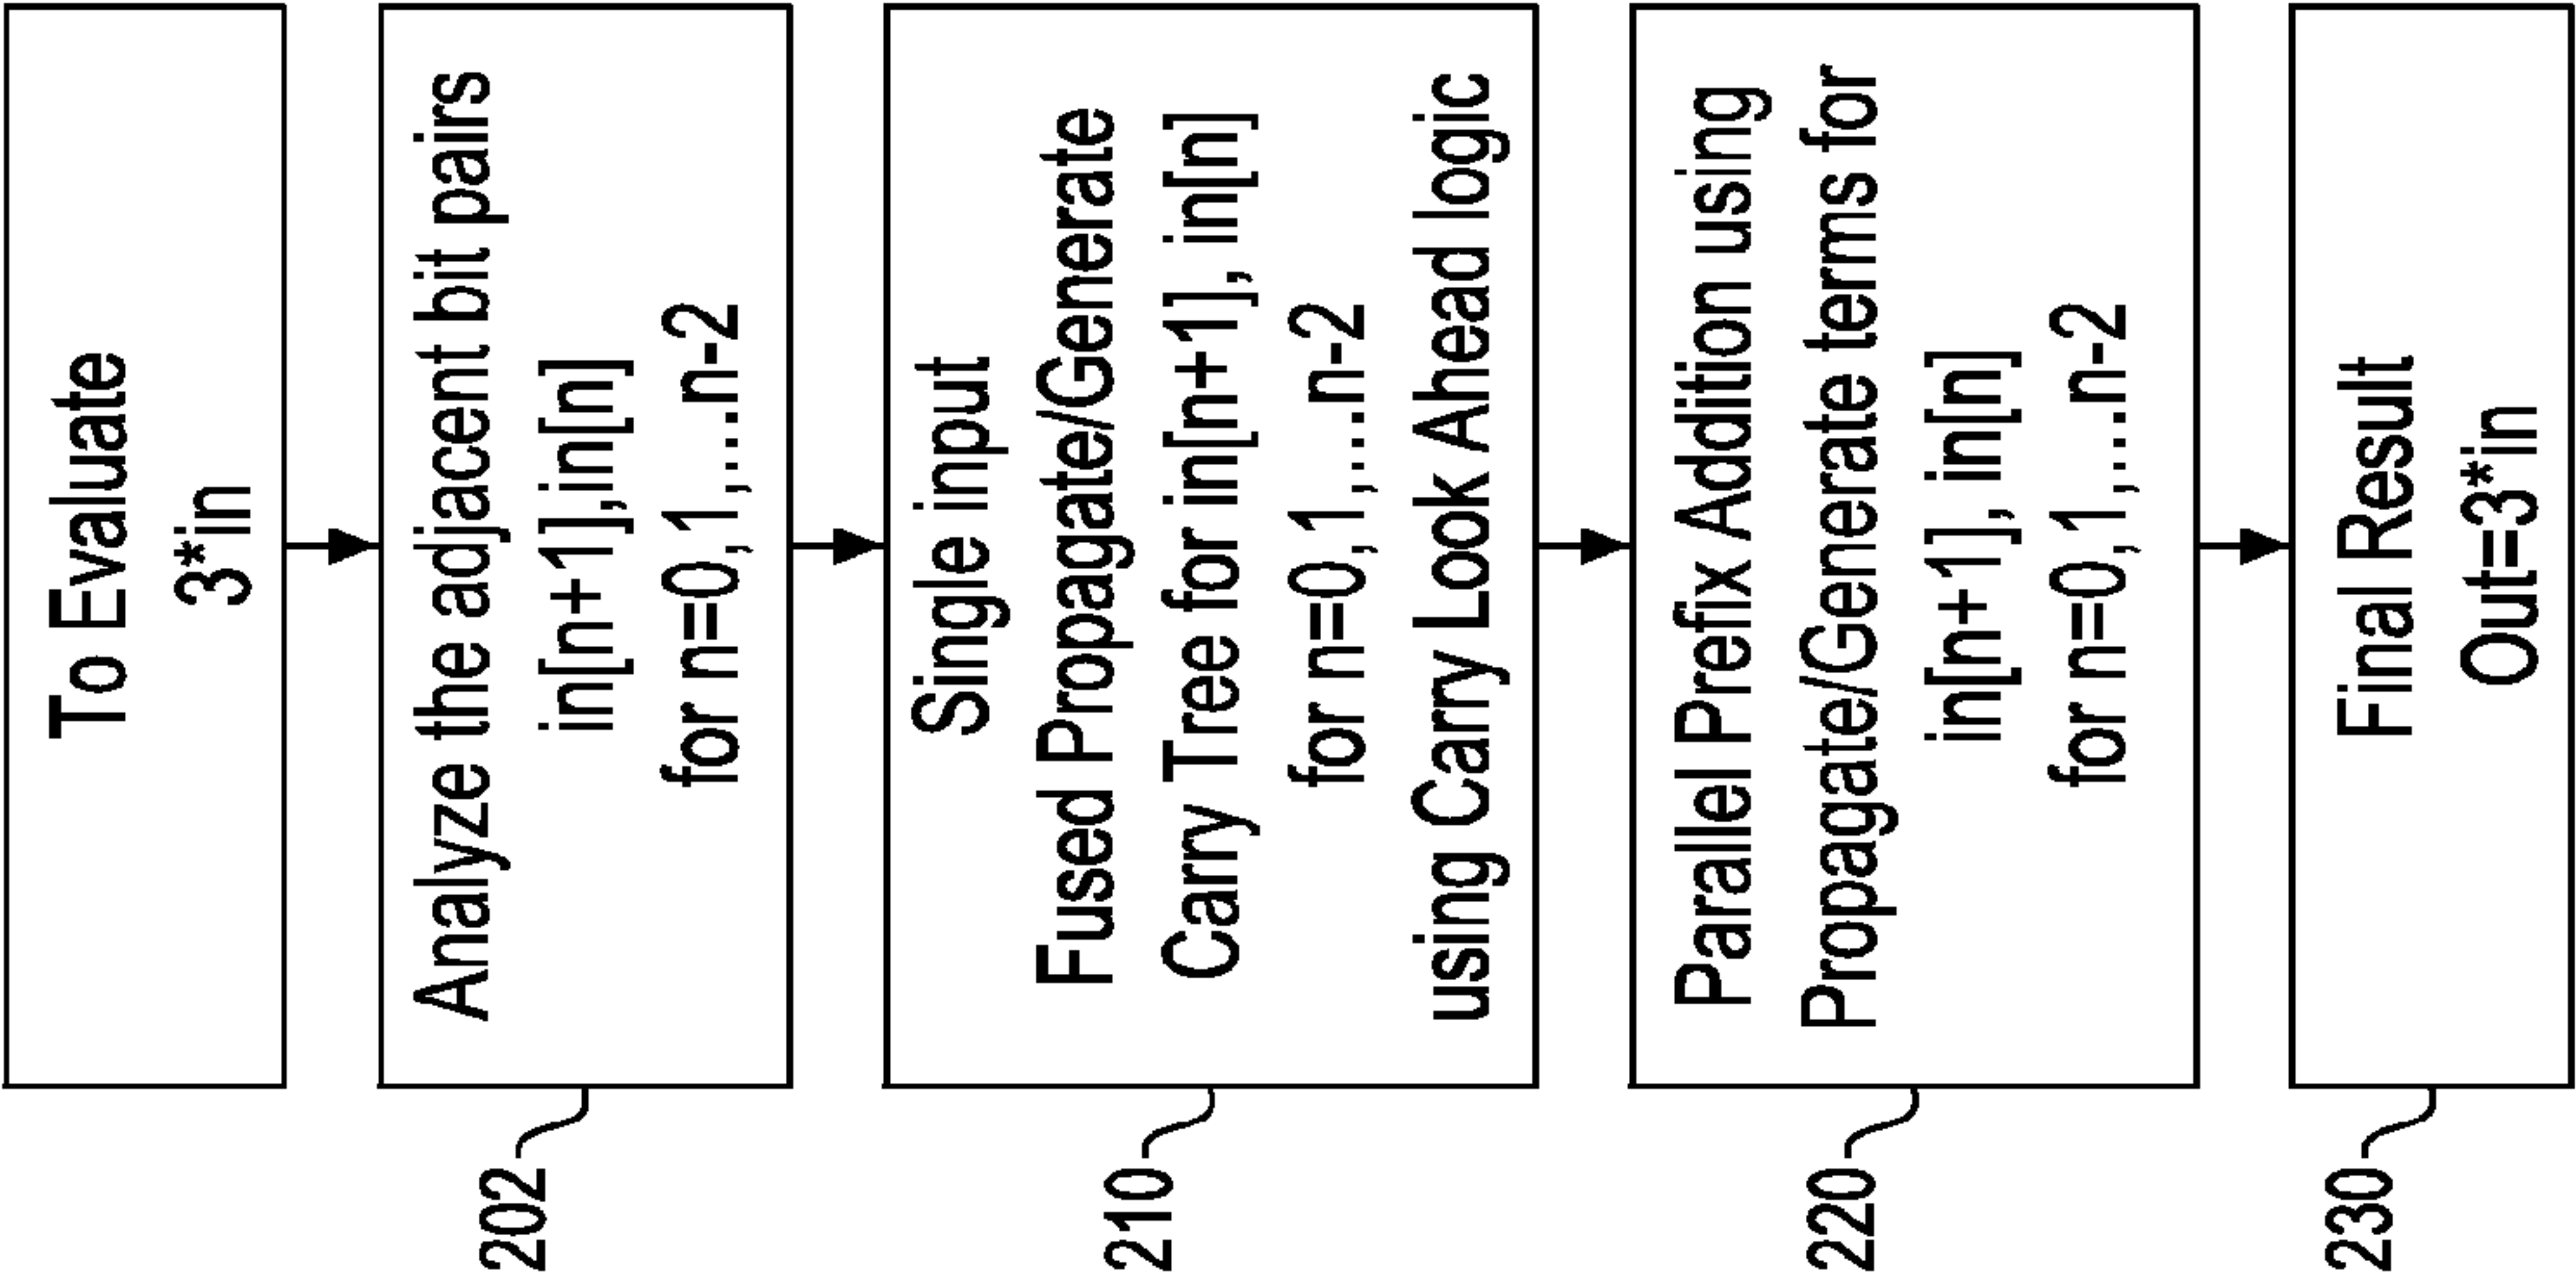 To Evaluate
3*in
Analyze the adjacent bit pairs
in[n+1],in[n]
for n=0,1,...n-2
202
Single input
Fused Propagate/Generate
Carry Tree for in[n+1], in[n]
for n=0,1,...n-2
using Carry Look Ahead logic
210
Parallel Prefix Addition using
Propagate/Generate terms for
in[n+1], in[n]
for n=0,1,...n-2
220
Final Result
Out=3*in
230